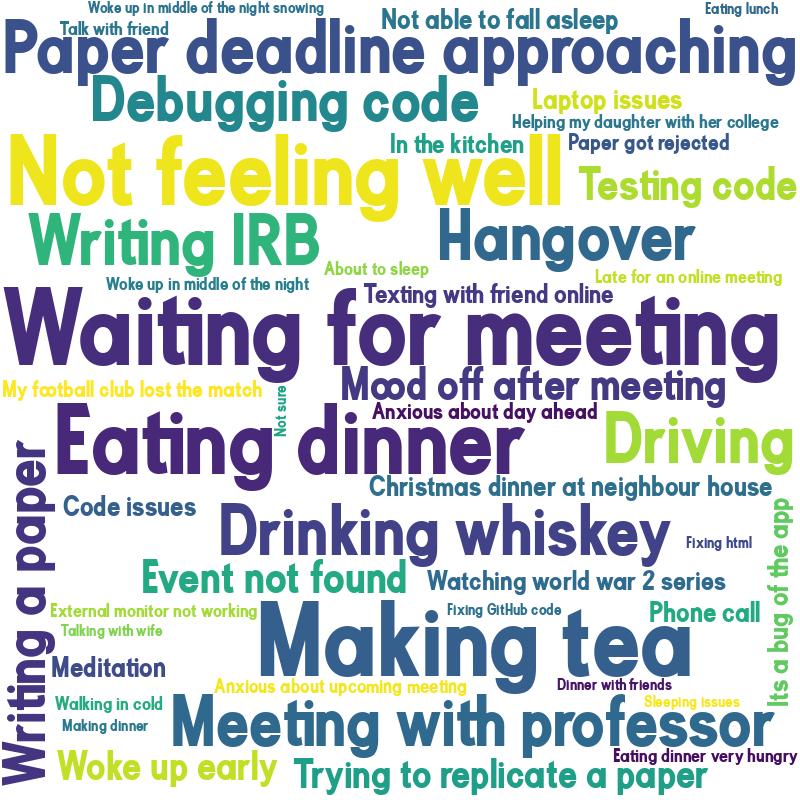 Woke up in middle of the night snowing
Eating lunch
Talk with friend
Not able to fall asleep
Paper deadline approaching
Debugging code
Laptop issues
Helping my daughter with her college
In the kitchen
Paper got rejected
Not feeling well
Testing code
Writing IRB
Hangover
About to sleep
Woke up in middle of the night
Late for an online meeting
Texting with friend online
Waiting for meeting
My football club lost the match
Not sure
Mood off after meeting
Anxious about day ahead
Eating dinner
Driving
Christmas dinner at neighbour house
Writing a paper
Code issues
Drinking whiskey
Fixing html
Its a bug of the app
Event not found
Watching world war 2 series
External monitor not working
Fixing GitHub code
Phone call
Talking with wife
Making tea
Meditation
Anxious about upcoming meeting
Dinner with friends
Walking in cold
Sleeping issues
Making dinner
Meeting with professor
Eating dinner very hungry
Woke up early
Trying to replicate a paper